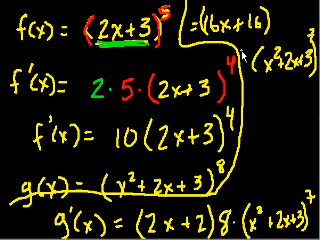 f(x) = (2x+3)^5
= (16x+16)
(x²+2x+3)^7
f'(x) = 2·5·(2x+3)^4
f'(x) = 10(2x+3)^4
g(x) = (x²+2x+3)^8
g'(x) = (2x+2)8·(x²+2x+3)^7